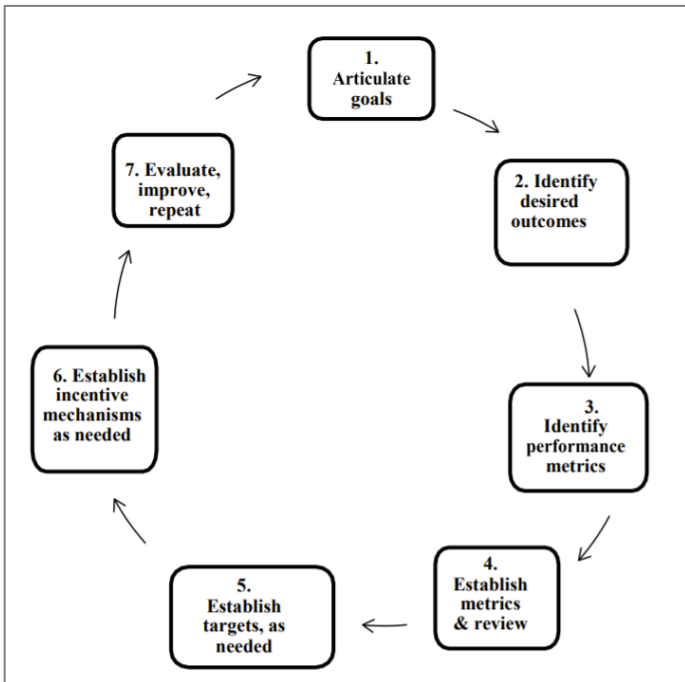 1.
Articulate
goals
2. Identify
desired
outcomes
3.
Identify
performance
metrics
4.
Establish
metrics
& review
5.
Establish
targets, as
needed
6. Establish
incentive
mechanisms
as needed
7. Evaluate,
improve,
repeat